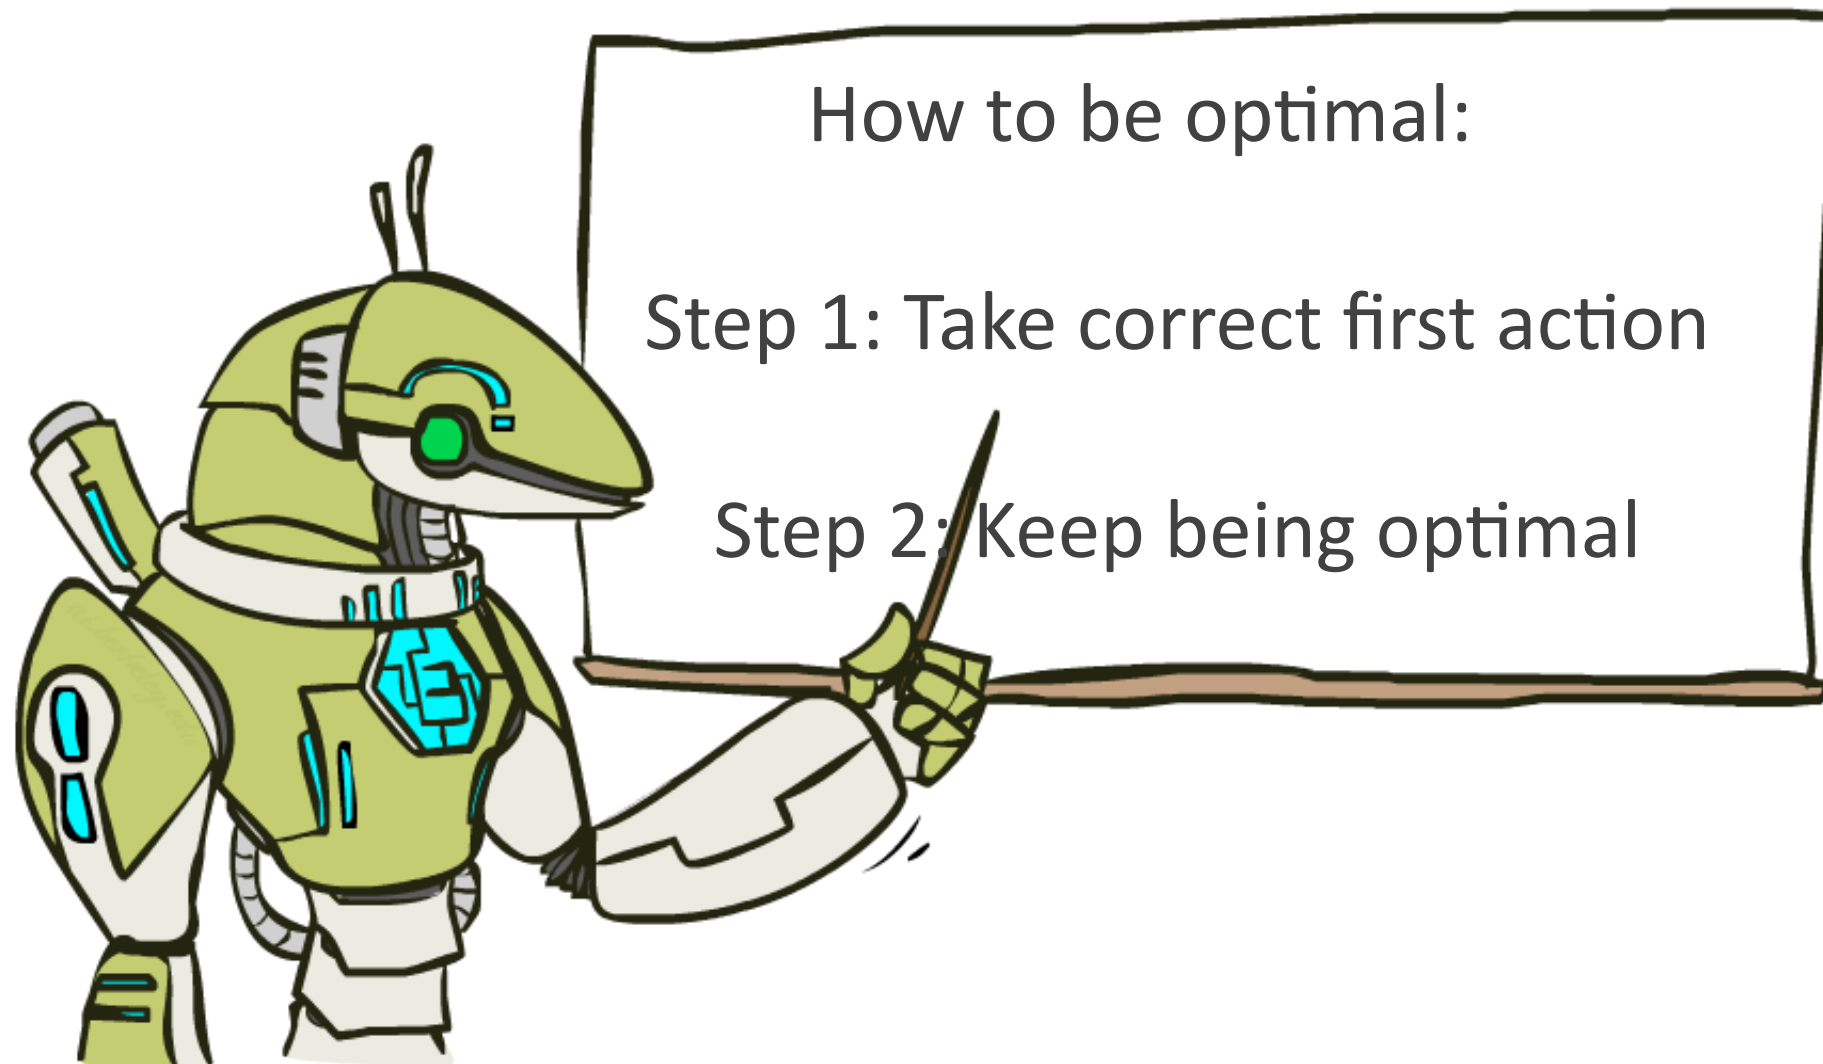 How to be optimal:
Step 1: Take correct first action
Step 2: Keep being optimal